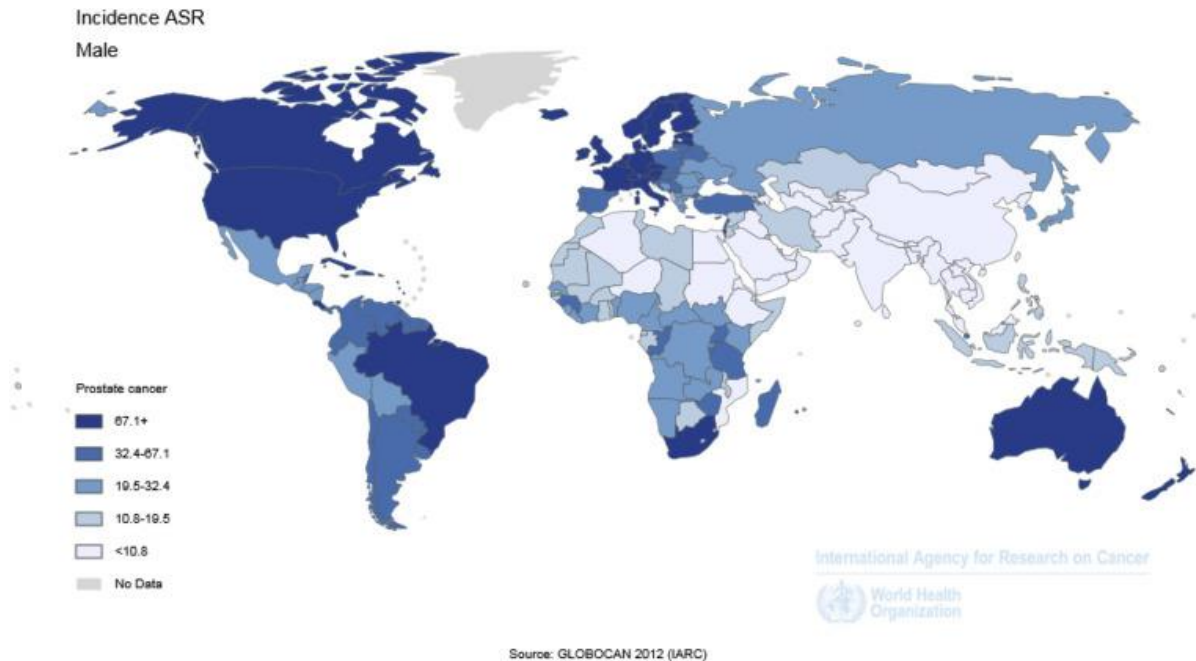 Incidence ASR
Male
Prostate cancer
67.1+
32.4-67.1
19.5-32.4
10.8-19.5
<10.8
No Data
International Agency for Research on Cancer
World Health
Organization
Source: GLOBOCAN 2012 (IARC)